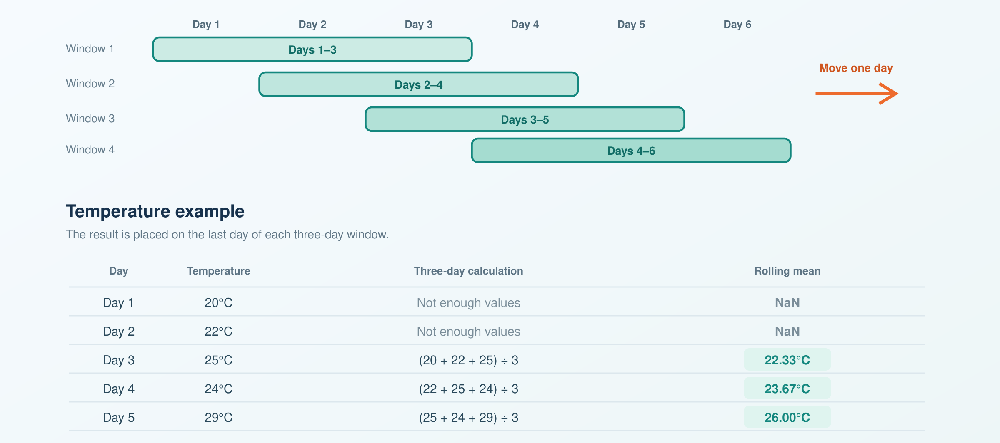 Day 1 Day 2 Day 3 Day 4 Day 5 Day 6
Window 1 Days 1–3
Move one day
Window 2 Days 2–4
Window 3 Days 3–5
Window 4 Days 4–6
Temperature example
The result is placed on the last day of each three-day window.
Day Temperature Three-day calculation Rolling mean
Day 1 20°C Not enough values NaN
Day 2 22°C Not enough values NaN
Day 3 25°C (20 + 22 + 25) ÷ 3 22.33°C
Day 4 24°C (22 + 25 + 24) ÷ 3 23.67°C
Day 5 29°C (25 + 24 + 29) ÷ 3 26.00°C